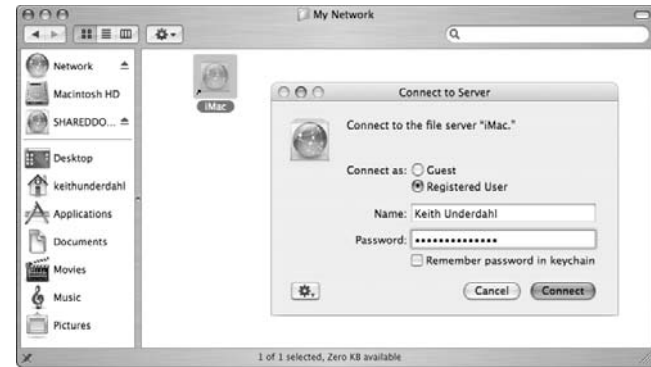 My Network
Network
Macintosh HD
SHAREDDO...
Desktop
keithunderdahl
Applications
Documents
Movies
Music
Pictures
iMac
Connect to Server
Connect to the file server "iMac."
Connect as: Guest
Registered User
Name: Keith Underdahl
Password: ••••••••••••••
Remember password in keychain
Cancel Connect
1 of 1 selected, Zero KB available